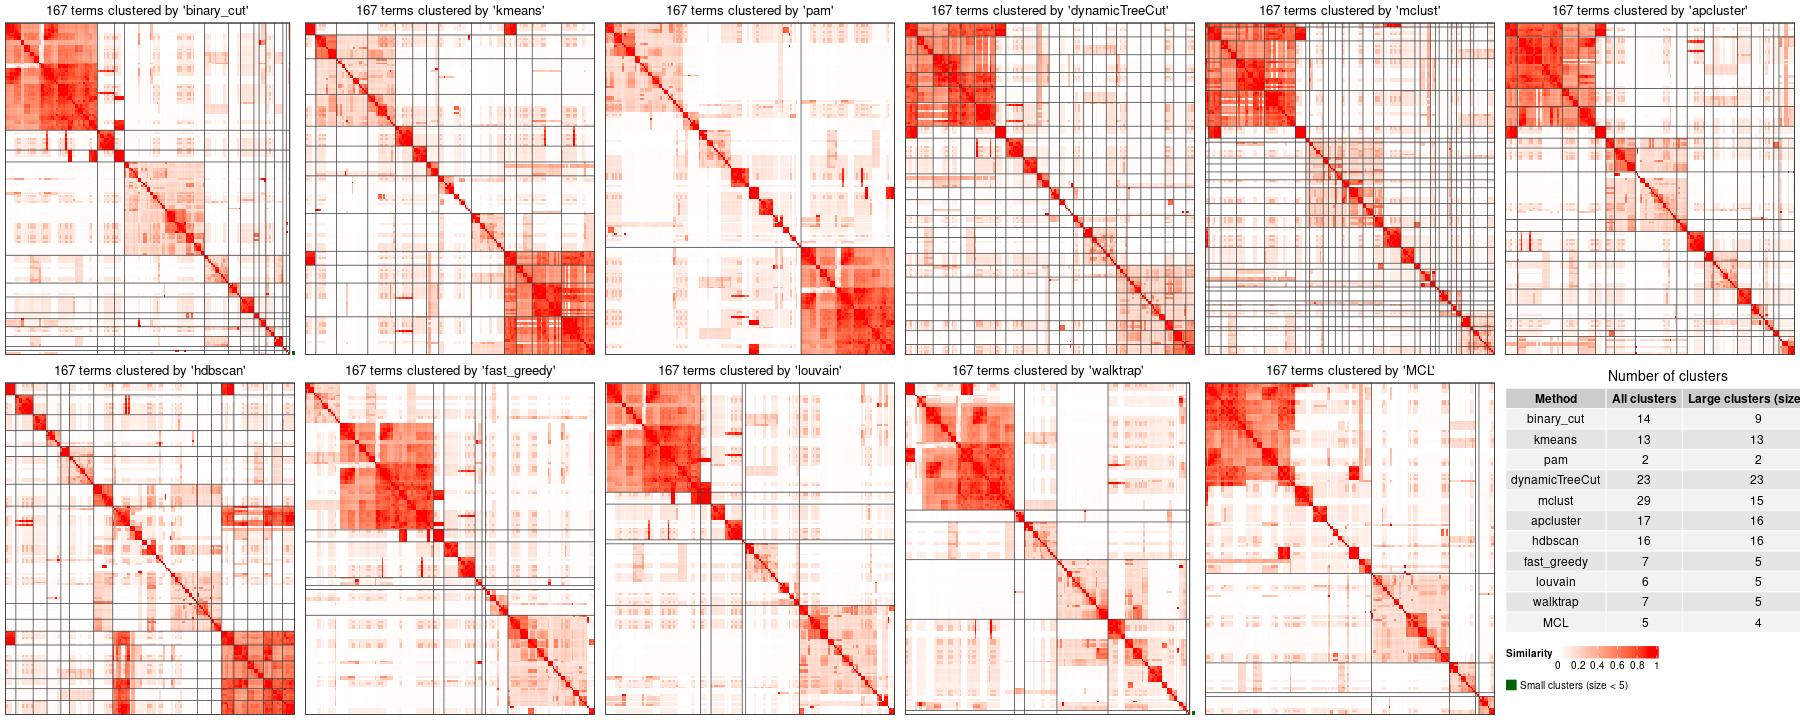 167 terms clustered by 'binary_cut'
167 terms clustered by 'kmeans'
167 terms clustered by 'pam'
167 terms clustered by 'dynamicTreeCut'
167 terms clustered by 'mclust'
167 terms clustered by 'apcluster'
167 terms clustered by 'hdbscan'
167 terms clustered by 'fast_greedy'
167 terms clustered by 'louvain'
167 terms clustered by 'walktrap'
167 terms clustered by 'MCL'
Number of clusters
Method All clusters Large clusters (size
binary_cut 14 9
kmeans 13 13
pam 2 2
dynamicTreeCut 23 23
mclust 29 15
apcluster 17 16
hdbscan 16 16
fast_greedy 7 5
louvain 6 5
walktrap 7 5
MCL 5 4
Similarity
0 0.2 0.4 0.6 0.8 1
Small clusters (size < 5)